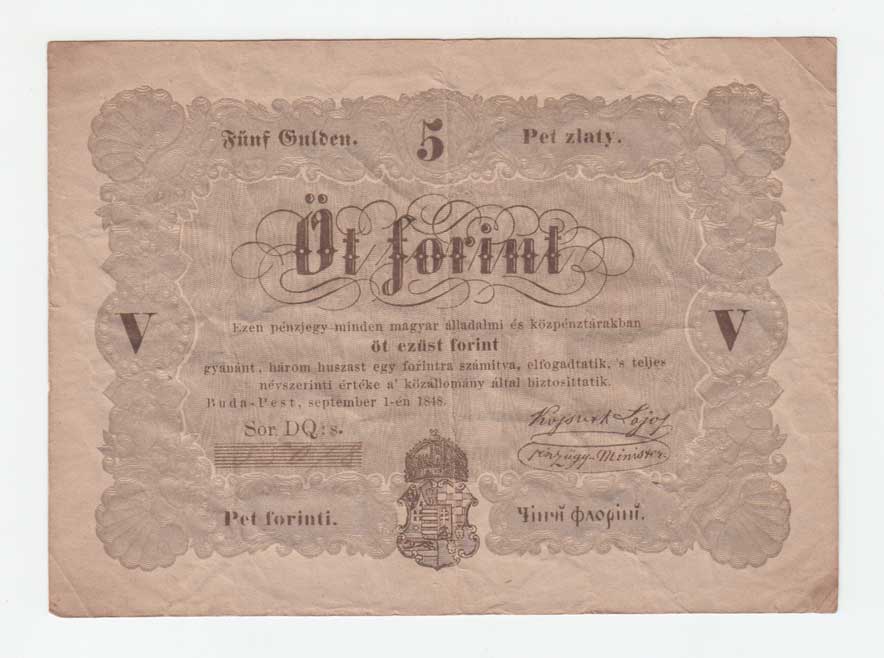 Fünf Gulden. 5 Pet zlaty.
Öt forint
V V
Ezen pénzjegy minden magyar álladalmi és közpénztárakban
öt ezüst forint
gyanánt, három huszast egy forintra számitva, elfogadtatik, 's teljes
névszerinti értéke a' közállomány által biztosittatik.
Buda-Pest, september 1-én 1848.
Sor. DQ:s.
Kossuth Lajos
pénzügy-Minister.
Pet forinti. Чінчй флоріні.